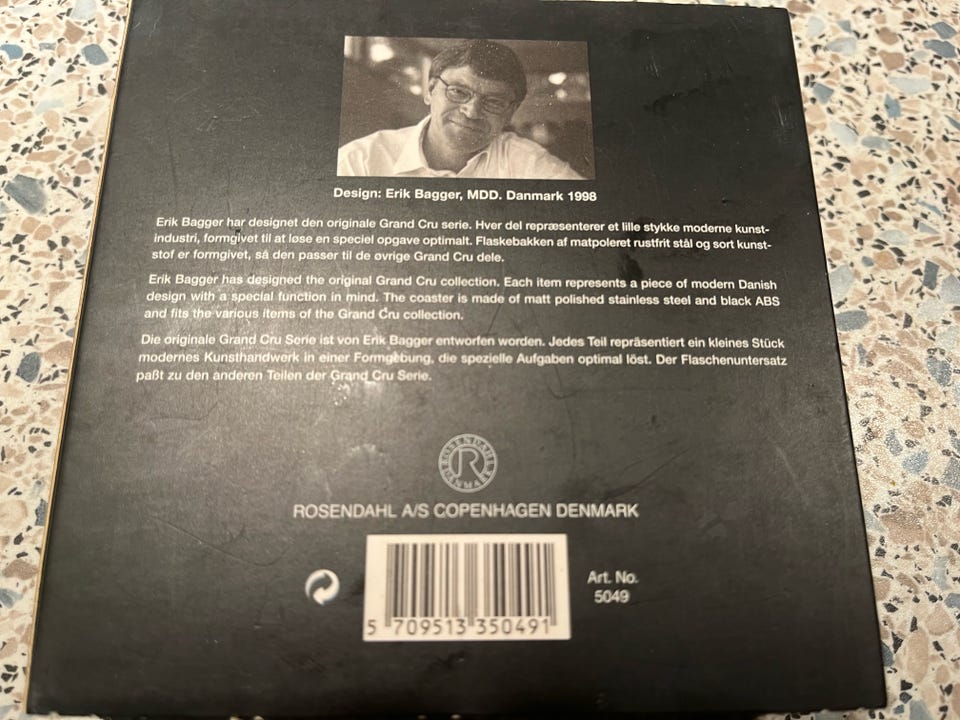 Design: Erik Bagger, MDD. Danmark 1998
Erik Bagger har designet den originale Grand Cru serie. Hver del repræsenterer et lille stykke moderne kunst-
industri, formgivet til at løse en speciel opgave optimalt. Flaskebakken af matpoleret rustfrit stål og sort kunst-
stof er formgivet, så den passer til de øvrige Grand Cru dele.
Erik Bagger has designed the original Grand Cru collection. Each item represents a piece of modern Danish
design with a special function in mind. The coaster is made of matt polished stainless steel and black ABS
and fits the various items of the Grand Cru collection.
Die originale Grand Cru Serie ist von Erik Bagger entworfen worden. Jedes Teil repräsentiert ein kleines Stück
modernes Kunsthandwerk in einer Formgebung, die spezielle Aufgaben optimal löst. Der Flaschenuntersatz
paßt zu den anderen Teilen der Grand Cru Serie.
ROSENDAHL
R
DANMARK
ROSENDAHL A/S COPENHAGEN DENMARK
Art. No.
5049
5 709513 350491